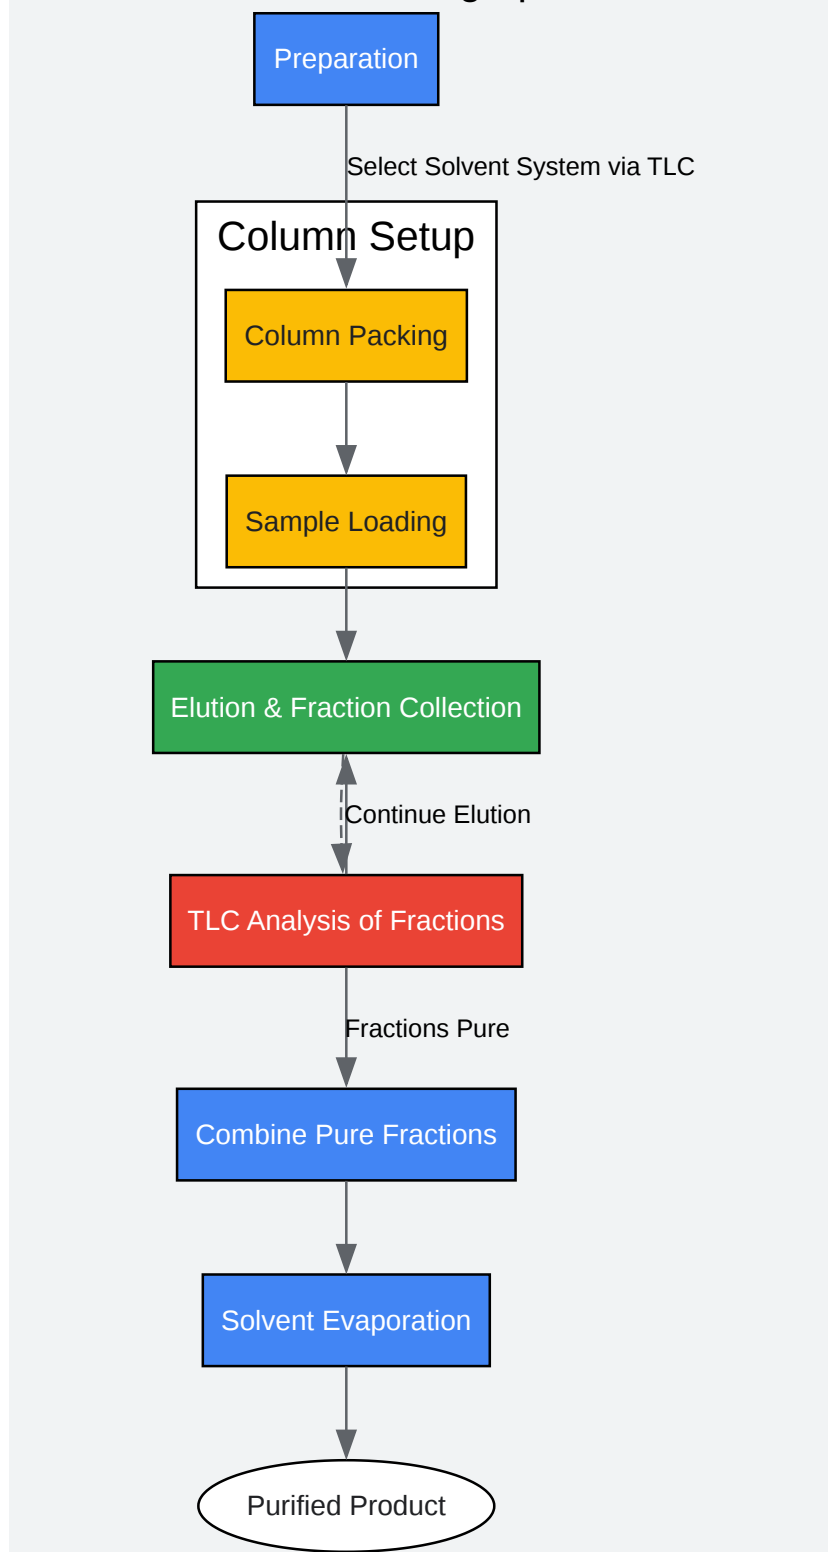 Preparation
Select Solvent System via TLC
Column Setup
Column Packing
Sample Loading
Elution & Fraction Collection
Continue Elution
TLC Analysis of Fractions
Fractions Pure
Combine Pure Fractions
Solvent Evaporation
Purified Product